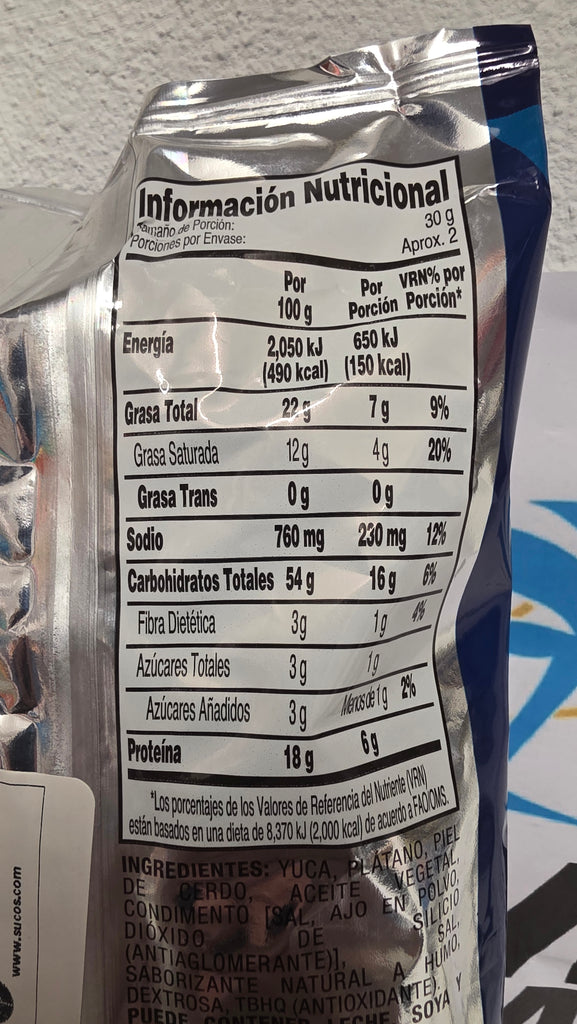 Información Nutricional
Tamaño de Porción: 30 g
Porciones por Envase: Aprox. 2
Por 100 g Por Porción VRN% por Porción*
Energía 2,050 kJ (490 kcal) 650 kJ (150 kcal)
Grasa Total 22 g 7 g 9%
Grasa Saturada 12 g 4 g 20%
Grasa Trans 0 g 0 g
Sodio 760 mg 230 mg 12%
Carbohidratos Totales 54 g 16 g 6%
Fibra Dietética 3 g 1 g 4%
Azúcares Totales 3 g 1 g
Azúcares Añadidos 3 g Menos de 1 g 2%
Proteína 18 g 6 g
*Los porcentajes de los Valores de Referencia del Nutriente (VRN)
están basados en una dieta de 8,370 kJ (2,000 kcal) de acuerdo a FAO/OMS.
INGREDIENTES: YUCA, PLÁTANO, PIEL
DE CERDO, ACEITE VEGETAL,
CONDIMENTO [SAL, AJO EN POLVO,
DIÓXIDO DE SILICIO
(ANTIAGLOMERANTE)], SAL,
SABORIZANTE NATURAL A HUMO,
DEXTROSA, TBHQ (ANTIOXIDANTE).
PUEDE CONTENER LECHE SOYA Y
www.sucos.com